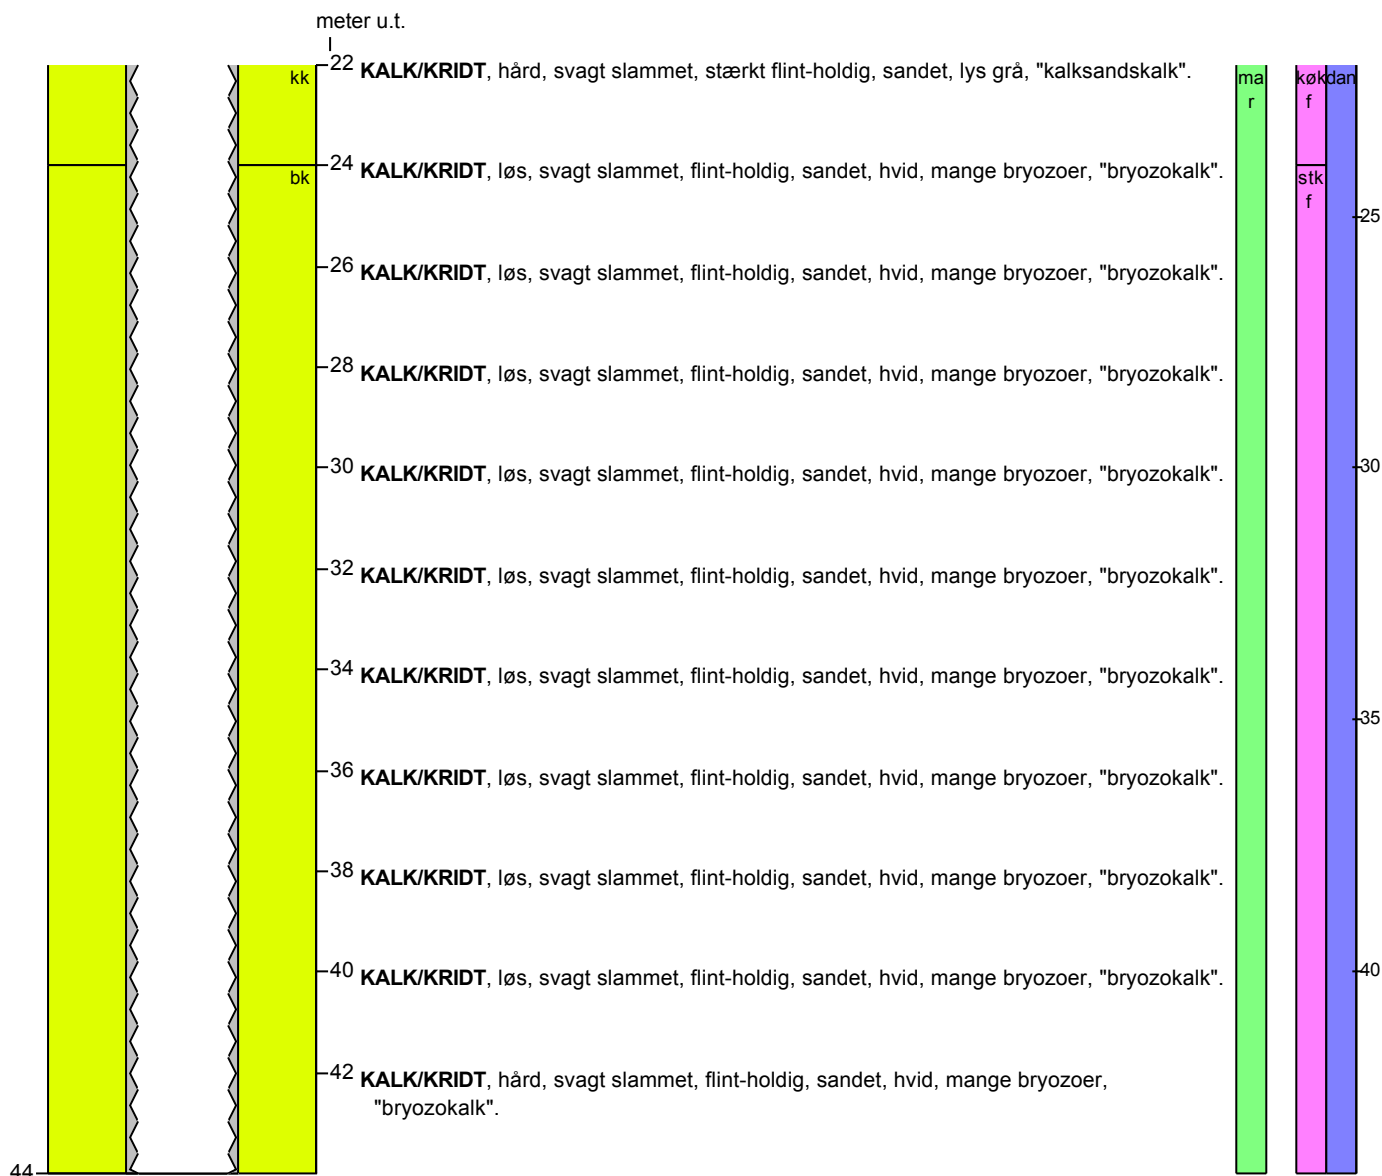 meter u.t.
22 KALK/KRIDT, hård, svagt slammet, stærkt flint-holdig, sandet, lys grå, "kalksandskalk".
kk
ma
r
køk
f
dan
24 KALK/KRIDT, løs, svagt slammet, flint-holdig, sandet, hvid, mange bryozoer, "bryozokalk".
bk
stk
f
25
26 KALK/KRIDT, løs, svagt slammet, flint-holdig, sandet, hvid, mange bryozoer, "bryozokalk".
28 KALK/KRIDT, løs, svagt slammet, flint-holdig, sandet, hvid, mange bryozoer, "bryozokalk".
30 KALK/KRIDT, løs, svagt slammet, flint-holdig, sandet, hvid, mange bryozoer, "bryozokalk".
30
32 KALK/KRIDT, løs, svagt slammet, flint-holdig, sandet, hvid, mange bryozoer, "bryozokalk".
34 KALK/KRIDT, løs, svagt slammet, flint-holdig, sandet, hvid, mange bryozoer, "bryozokalk".
35
36 KALK/KRIDT, løs, svagt slammet, flint-holdig, sandet, hvid, mange bryozoer, "bryozokalk".
38 KALK/KRIDT, løs, svagt slammet, flint-holdig, sandet, hvid, mange bryozoer, "bryozokalk".
40 KALK/KRIDT, løs, svagt slammet, flint-holdig, sandet, hvid, mange bryozoer, "bryozokalk".
40
42 KALK/KRIDT, hård, svagt slammet, flint-holdig, sandet, hvid, mange bryozoer,
"bryozokalk".
44